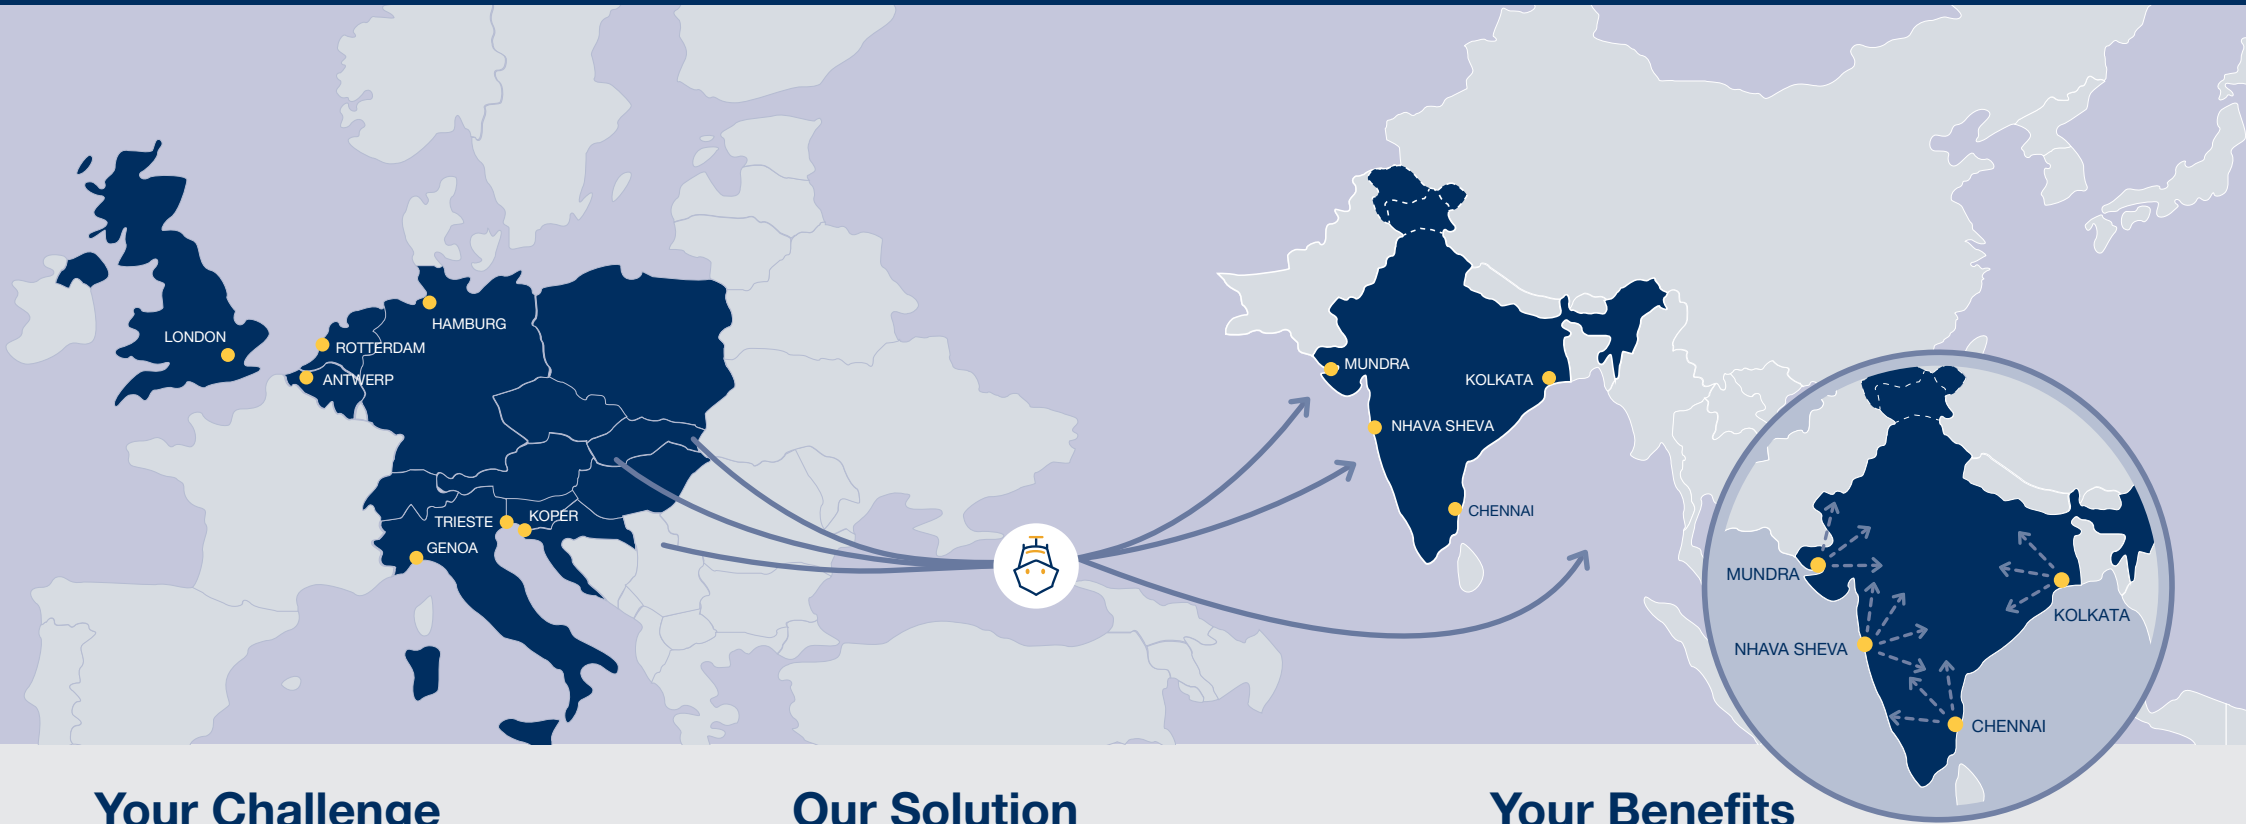 LONDON
HAMBURG
ROTTERDAM
ANTWERP
TRIESTE
KOPER
GENOA
MUNDRA
KOLKATA
NHAVA SHEVA
CHENNAI
MUNDRA
KOLKATA
NHAVA SHEVA
CHENNAI
Your Challenge
Our Solution
Your Benefits